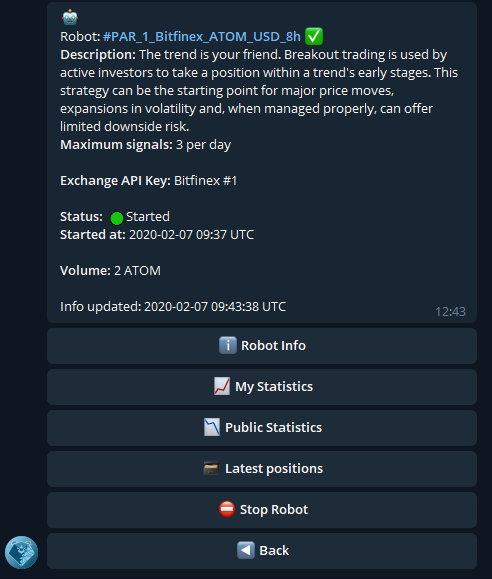 Robot: #PAR_1_Bitfinex_ATOM_USD_8h
Description: The trend is your friend. Breakout trading is used by
active investors to take a position within a trend's early stages. This
strategy can be the starting point for major price moves,
expansions in volatility and, when managed properly, can offer
limited downside risk.
Maximum signals: 3 per day
Exchange API Key: Bitfinex #1
Status: Started
Started at: 2020-02-07 09:37 UTC
Volume: 2 ATOM
Info updated: 2020-02-07 09:43:38 UTC
12:43
Robot Info
My Statistics
Public Statistics
Latest positions
Stop Robot
Back